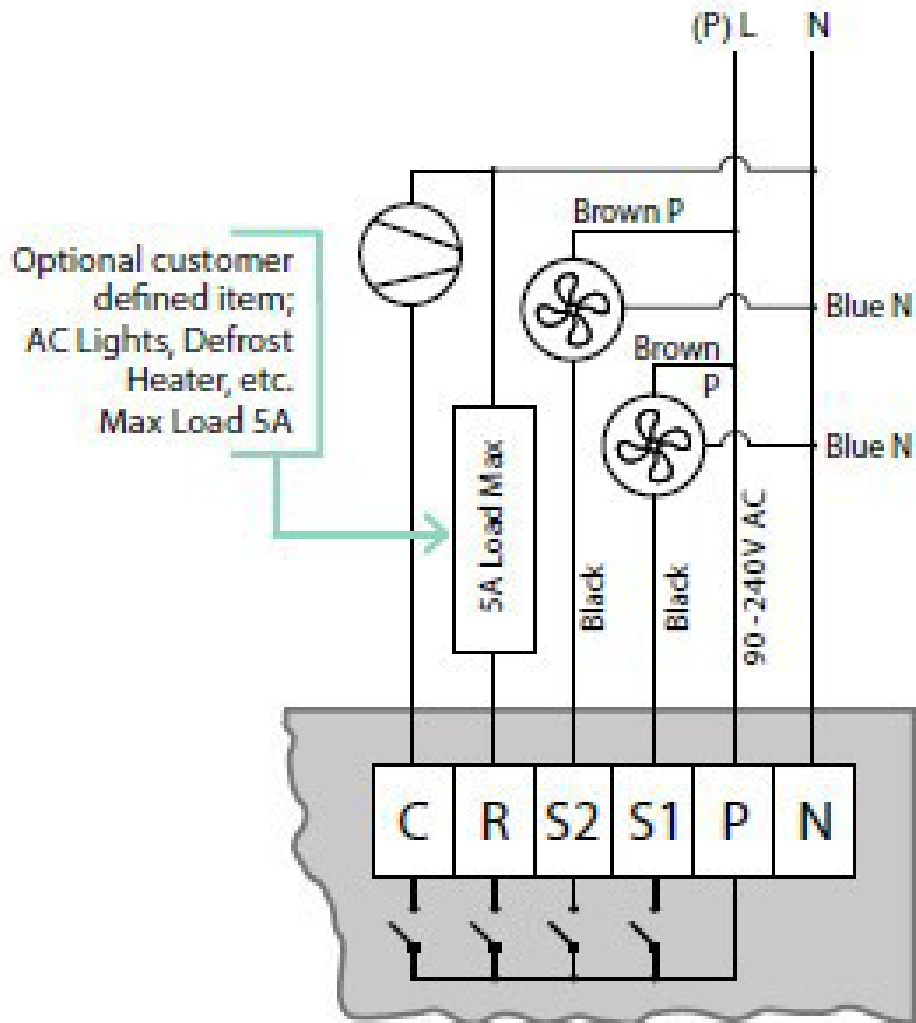 (P) L N
Brown P
Optional customer
defined item;
AC Lights, Defrost
Heater, etc.
Max Load 5A
Blue N
Brown
P
Blue N
5A Load Max
Black
Black
90 -240V AC
C R S2 S1 P N